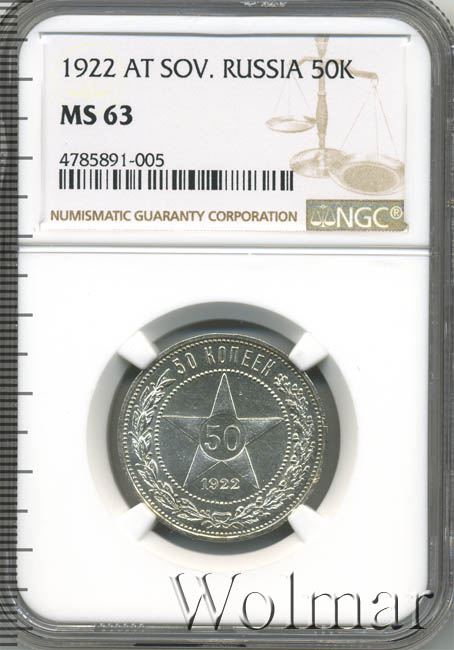 1922 AT SOV. RUSSIA 50K
MS 63
4785891-005
NUMISMATIC GUARANTY CORPORATION
NGC®
50 КОПЕЕК
50
1922
Wolmar